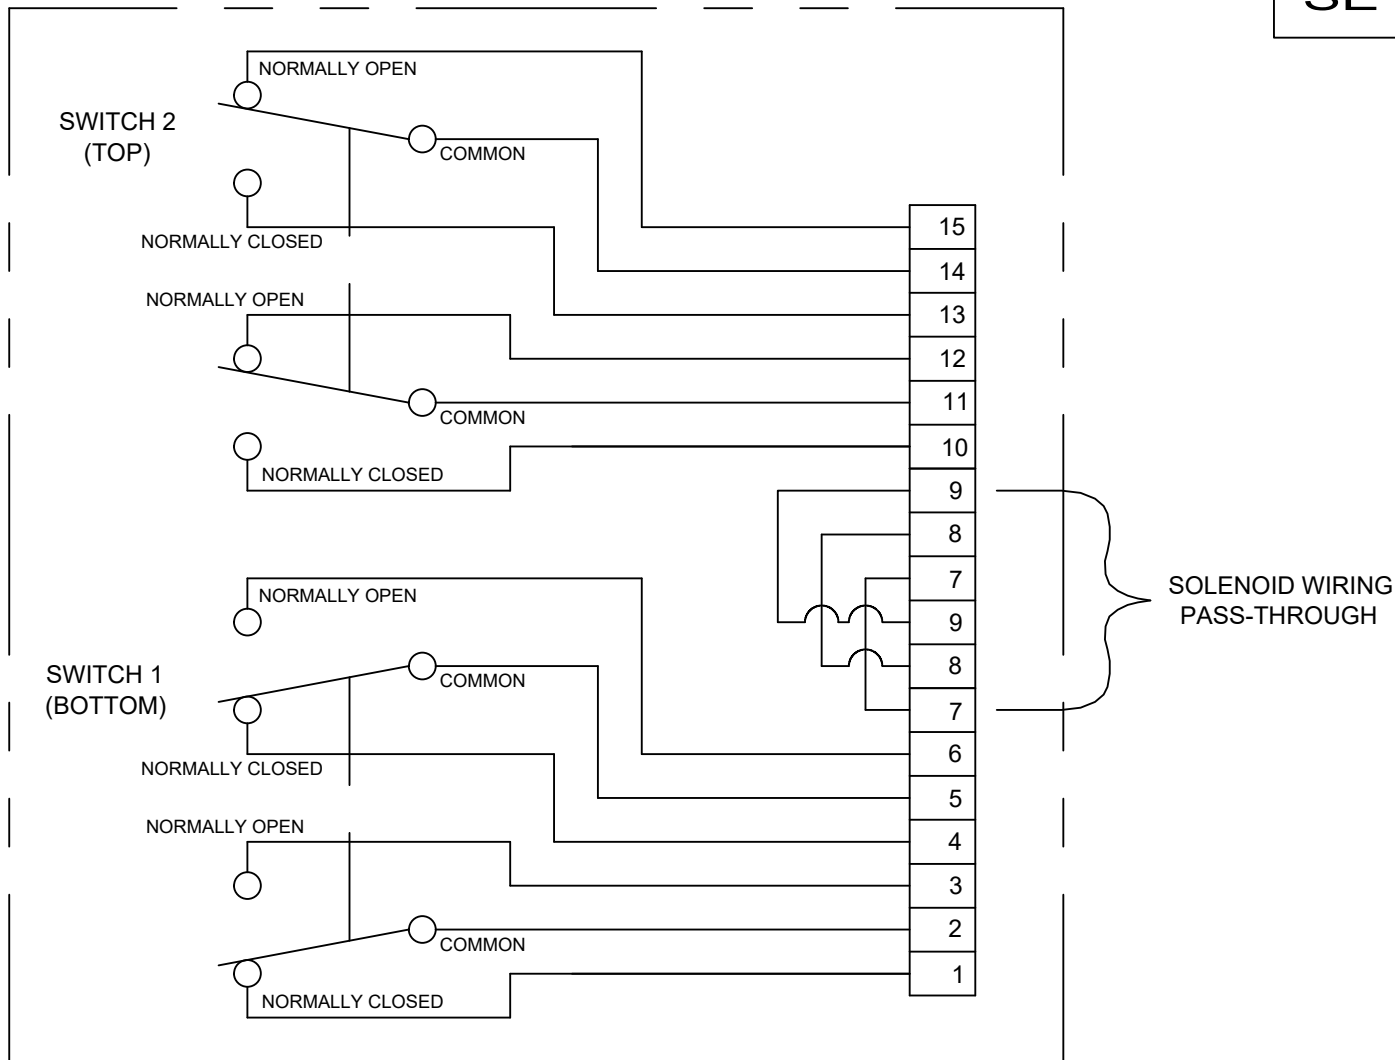 SE
NORMALLY OPEN
SWITCH 2
(TOP)
COMMON
NORMALLY CLOSED
NORMALLY OPEN
COMMON
NORMALLY CLOSED
NORMALLY OPEN
SWITCH 1
(BOTTOM)
COMMON
NORMALLY CLOSED
NORMALLY OPEN
COMMON
NORMALLY CLOSED
15
14
13
12
11
10
9
8
7
9
8
7
6
5
4
3
2
1
SOLENOID WIRING
PASS-THROUGH